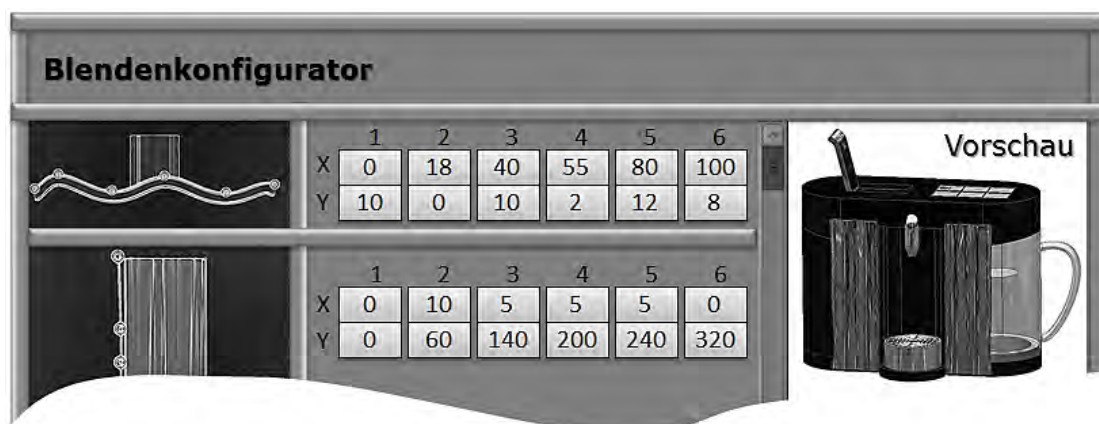 Blendenkonfigurator
1 2 3 4 5 6
X 0 18 40 55 80 100
Y 10 0 10 2 12 8
Vorschau
1 2 3 4 5 6
X 0 10 5 5 5 0
Y 0 60 140 200 240 320